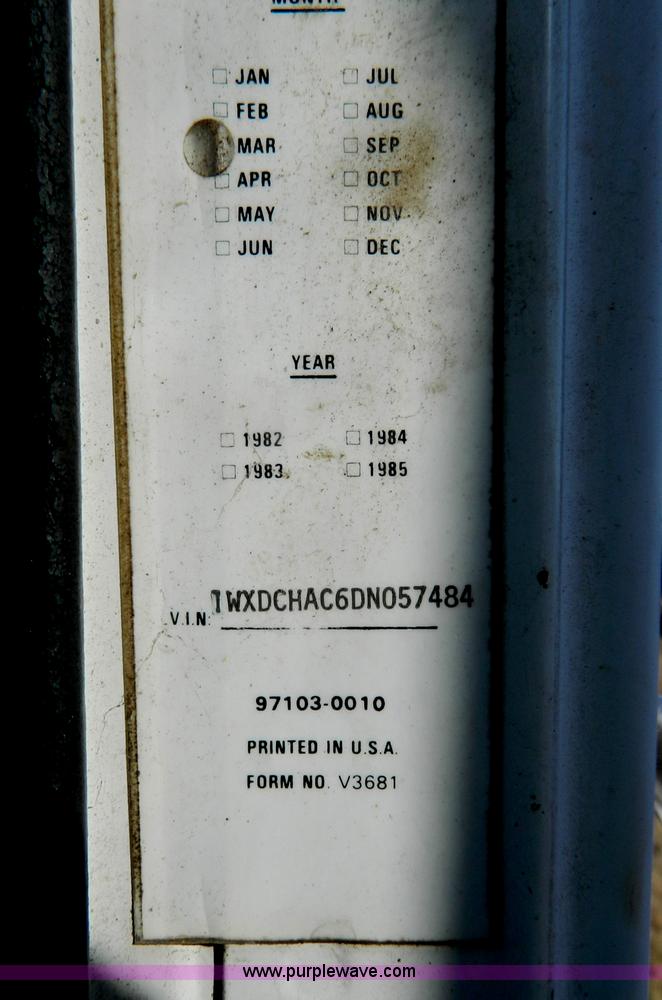 MONTH
JAN JUL
FEB AUG
MAR SEP
APR OCT
MAY NOV
JUN DEC
YEAR
1982 1984
1983 1985
V.I.N: 1WXDCHAC6DN057484
97103-0010
PRINTED IN U.S.A.
FORM NO. V3681
www.purplewave.com